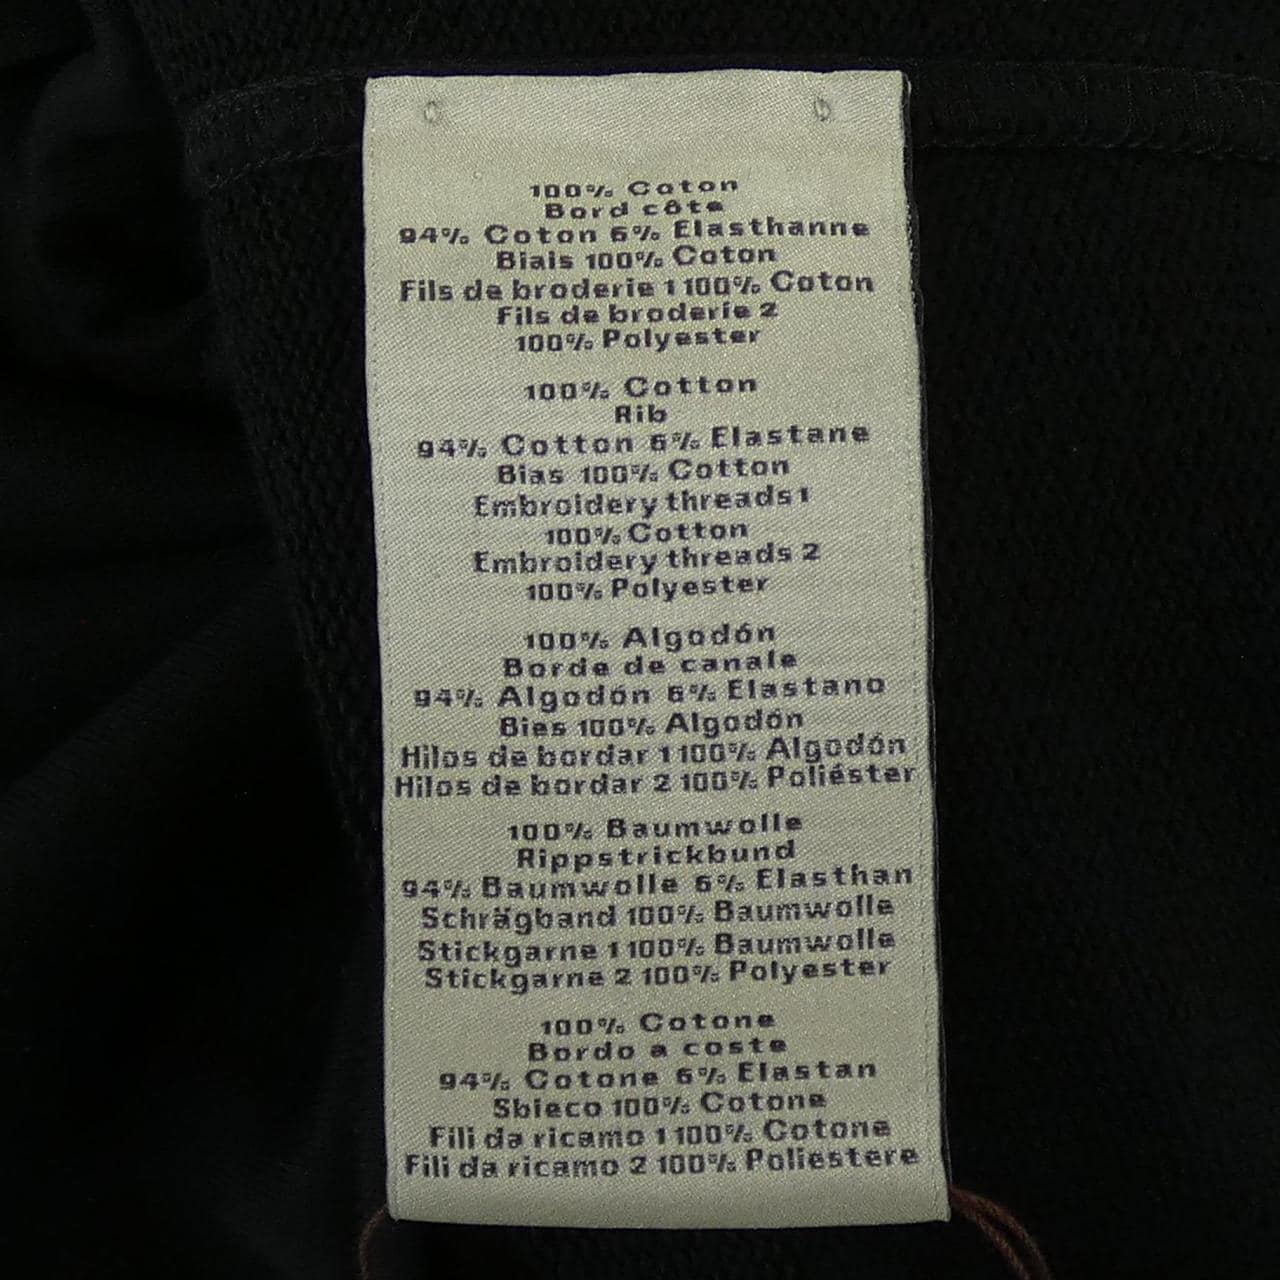 100% Coton
Bord côte
94% Coton 6% Elasthanne
Biais 100% Coton
Fils de broderie 1 100% Coton
Fils de broderie 2
100% Polyester
100% Cotton
Rib
94% Cotton 6% Elastane
Bias 100% Cotton
Embroidery threads 1
100% Cotton
Embroidery threads 2
100% Polyester
100% Algodón
Borde de canale
94% Algodón 6% Elastano
Bies 100% Algodón
Hilos de bordar 1 100% Algodón
Hilos de bordar 2 100% Poliéster
100% Baumwolle
Rippstrickbund
94% Baumwolle 6% Elasthan
Schrägband 100% Baumwolle
Stickgarne 1 100% Baumwolle
Stickgarne 2 100% Polyester
100% Cotone
Bordo a coste
94% Cotone 6% Elastan
Sbieco 100% Cotone
Fili da ricamo 1 100% Cotone
Fili da ricamo 2 100% Poliestere